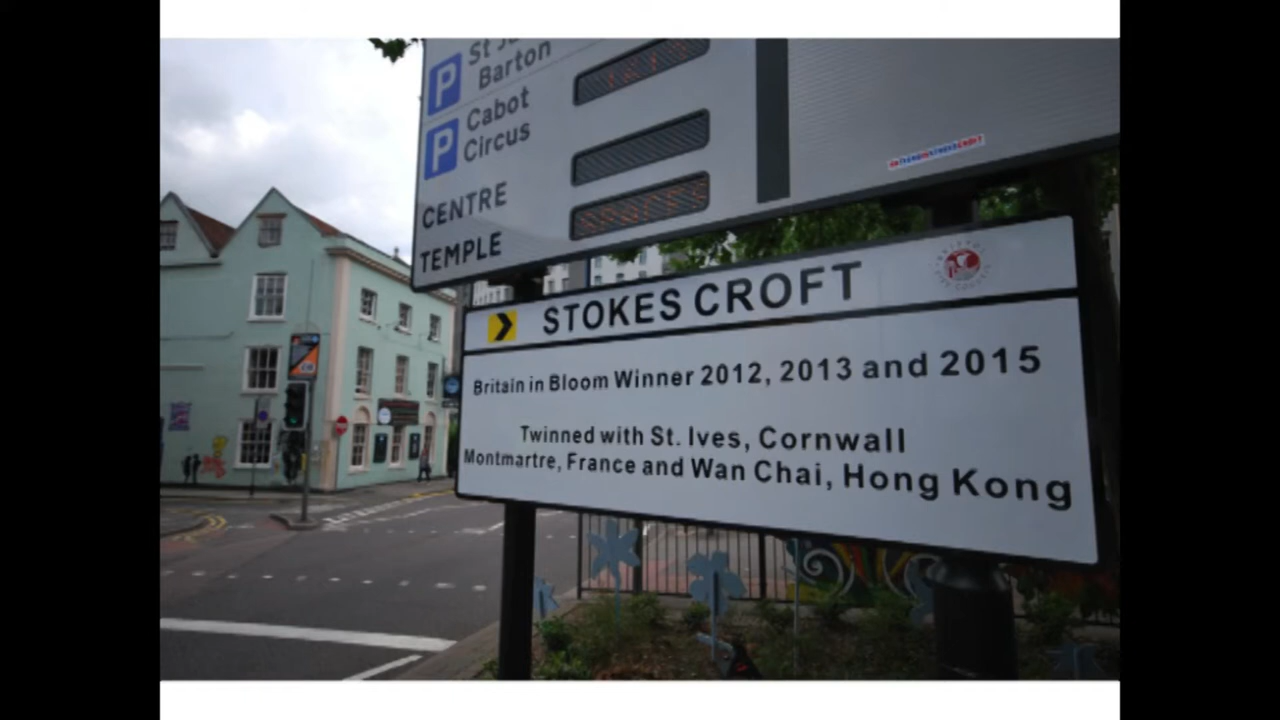 P St
Barton
P Cabot
Circus
CENTRE
TEMPLE
STOKES CROFT
Britain in Bloom Winner 2012, 2013 and 2015
Twinned with St. Ives, Cornwall
Montmartre, France and Wan Chai, Hong Kong